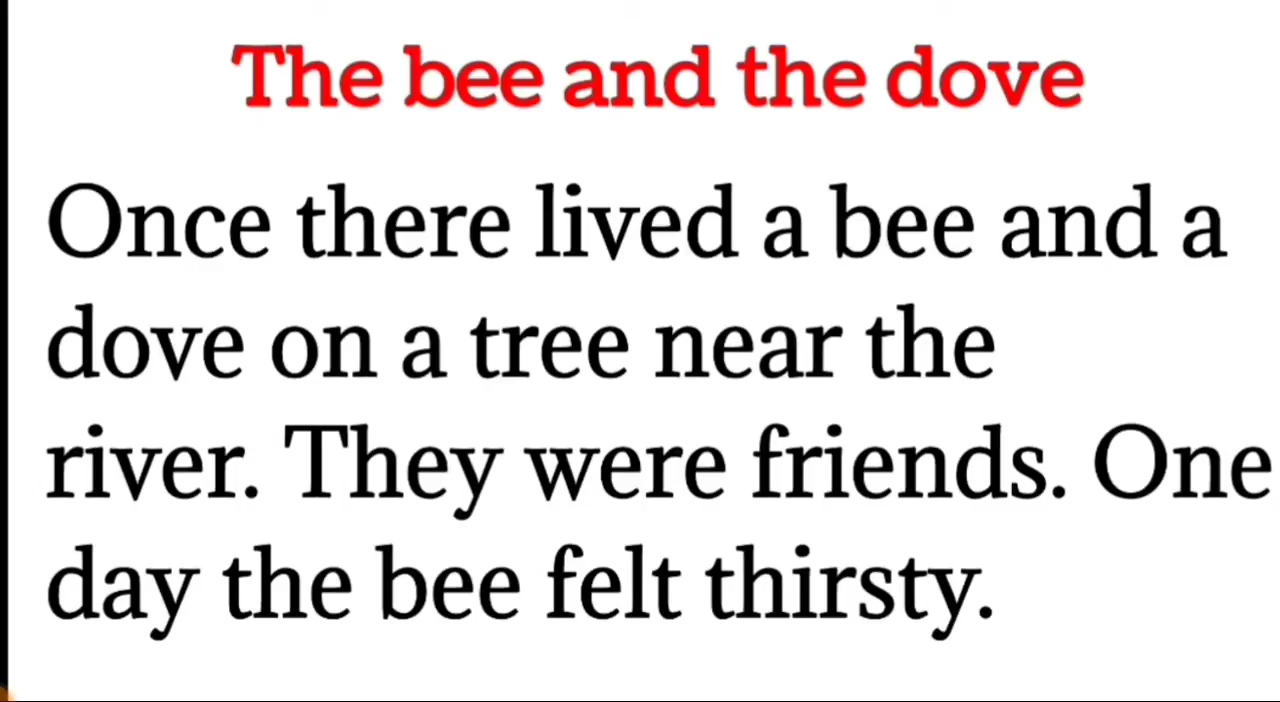 The bee and the dove
Once there lived a bee and a
dove on a tree near the
river. They were friends. One
day the bee felt thirsty.